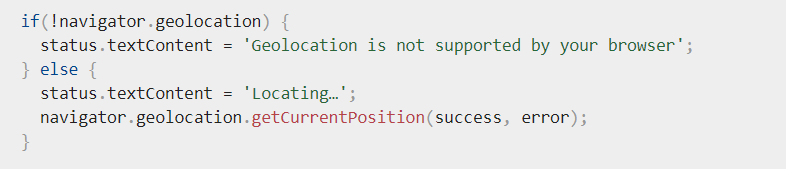 if(!navigator.geolocation) {
  status.textContent = 'Geolocation is not supported by your browser';
} else {
  status.textContent = 'Locating…';
  navigator.geolocation.getCurrentPosition(success, error);
}